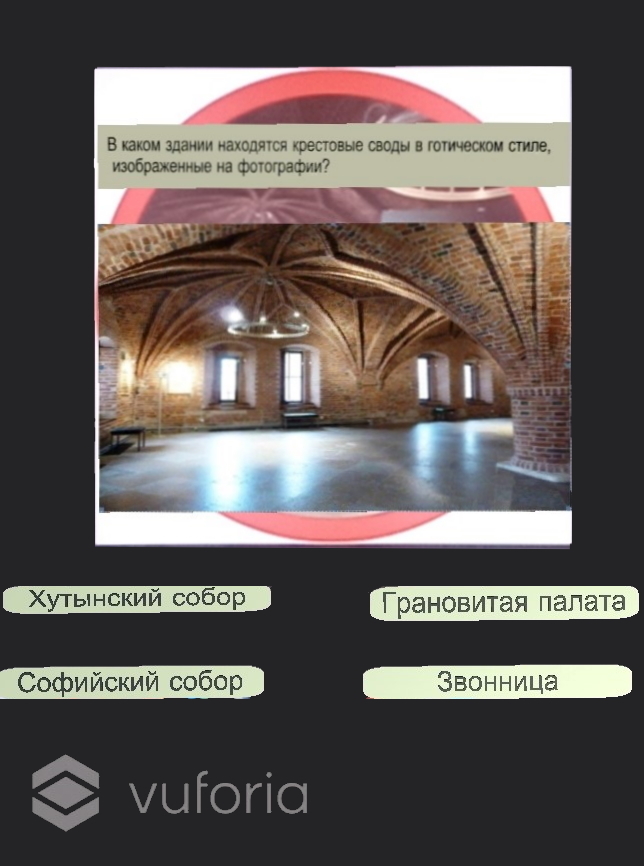 В каком здании находятся крестовые своды в готическом стиле,
изображенные на фотографии?
Хутынский собор
Грановитая палата
Софийский собор
Звонница
vuforia